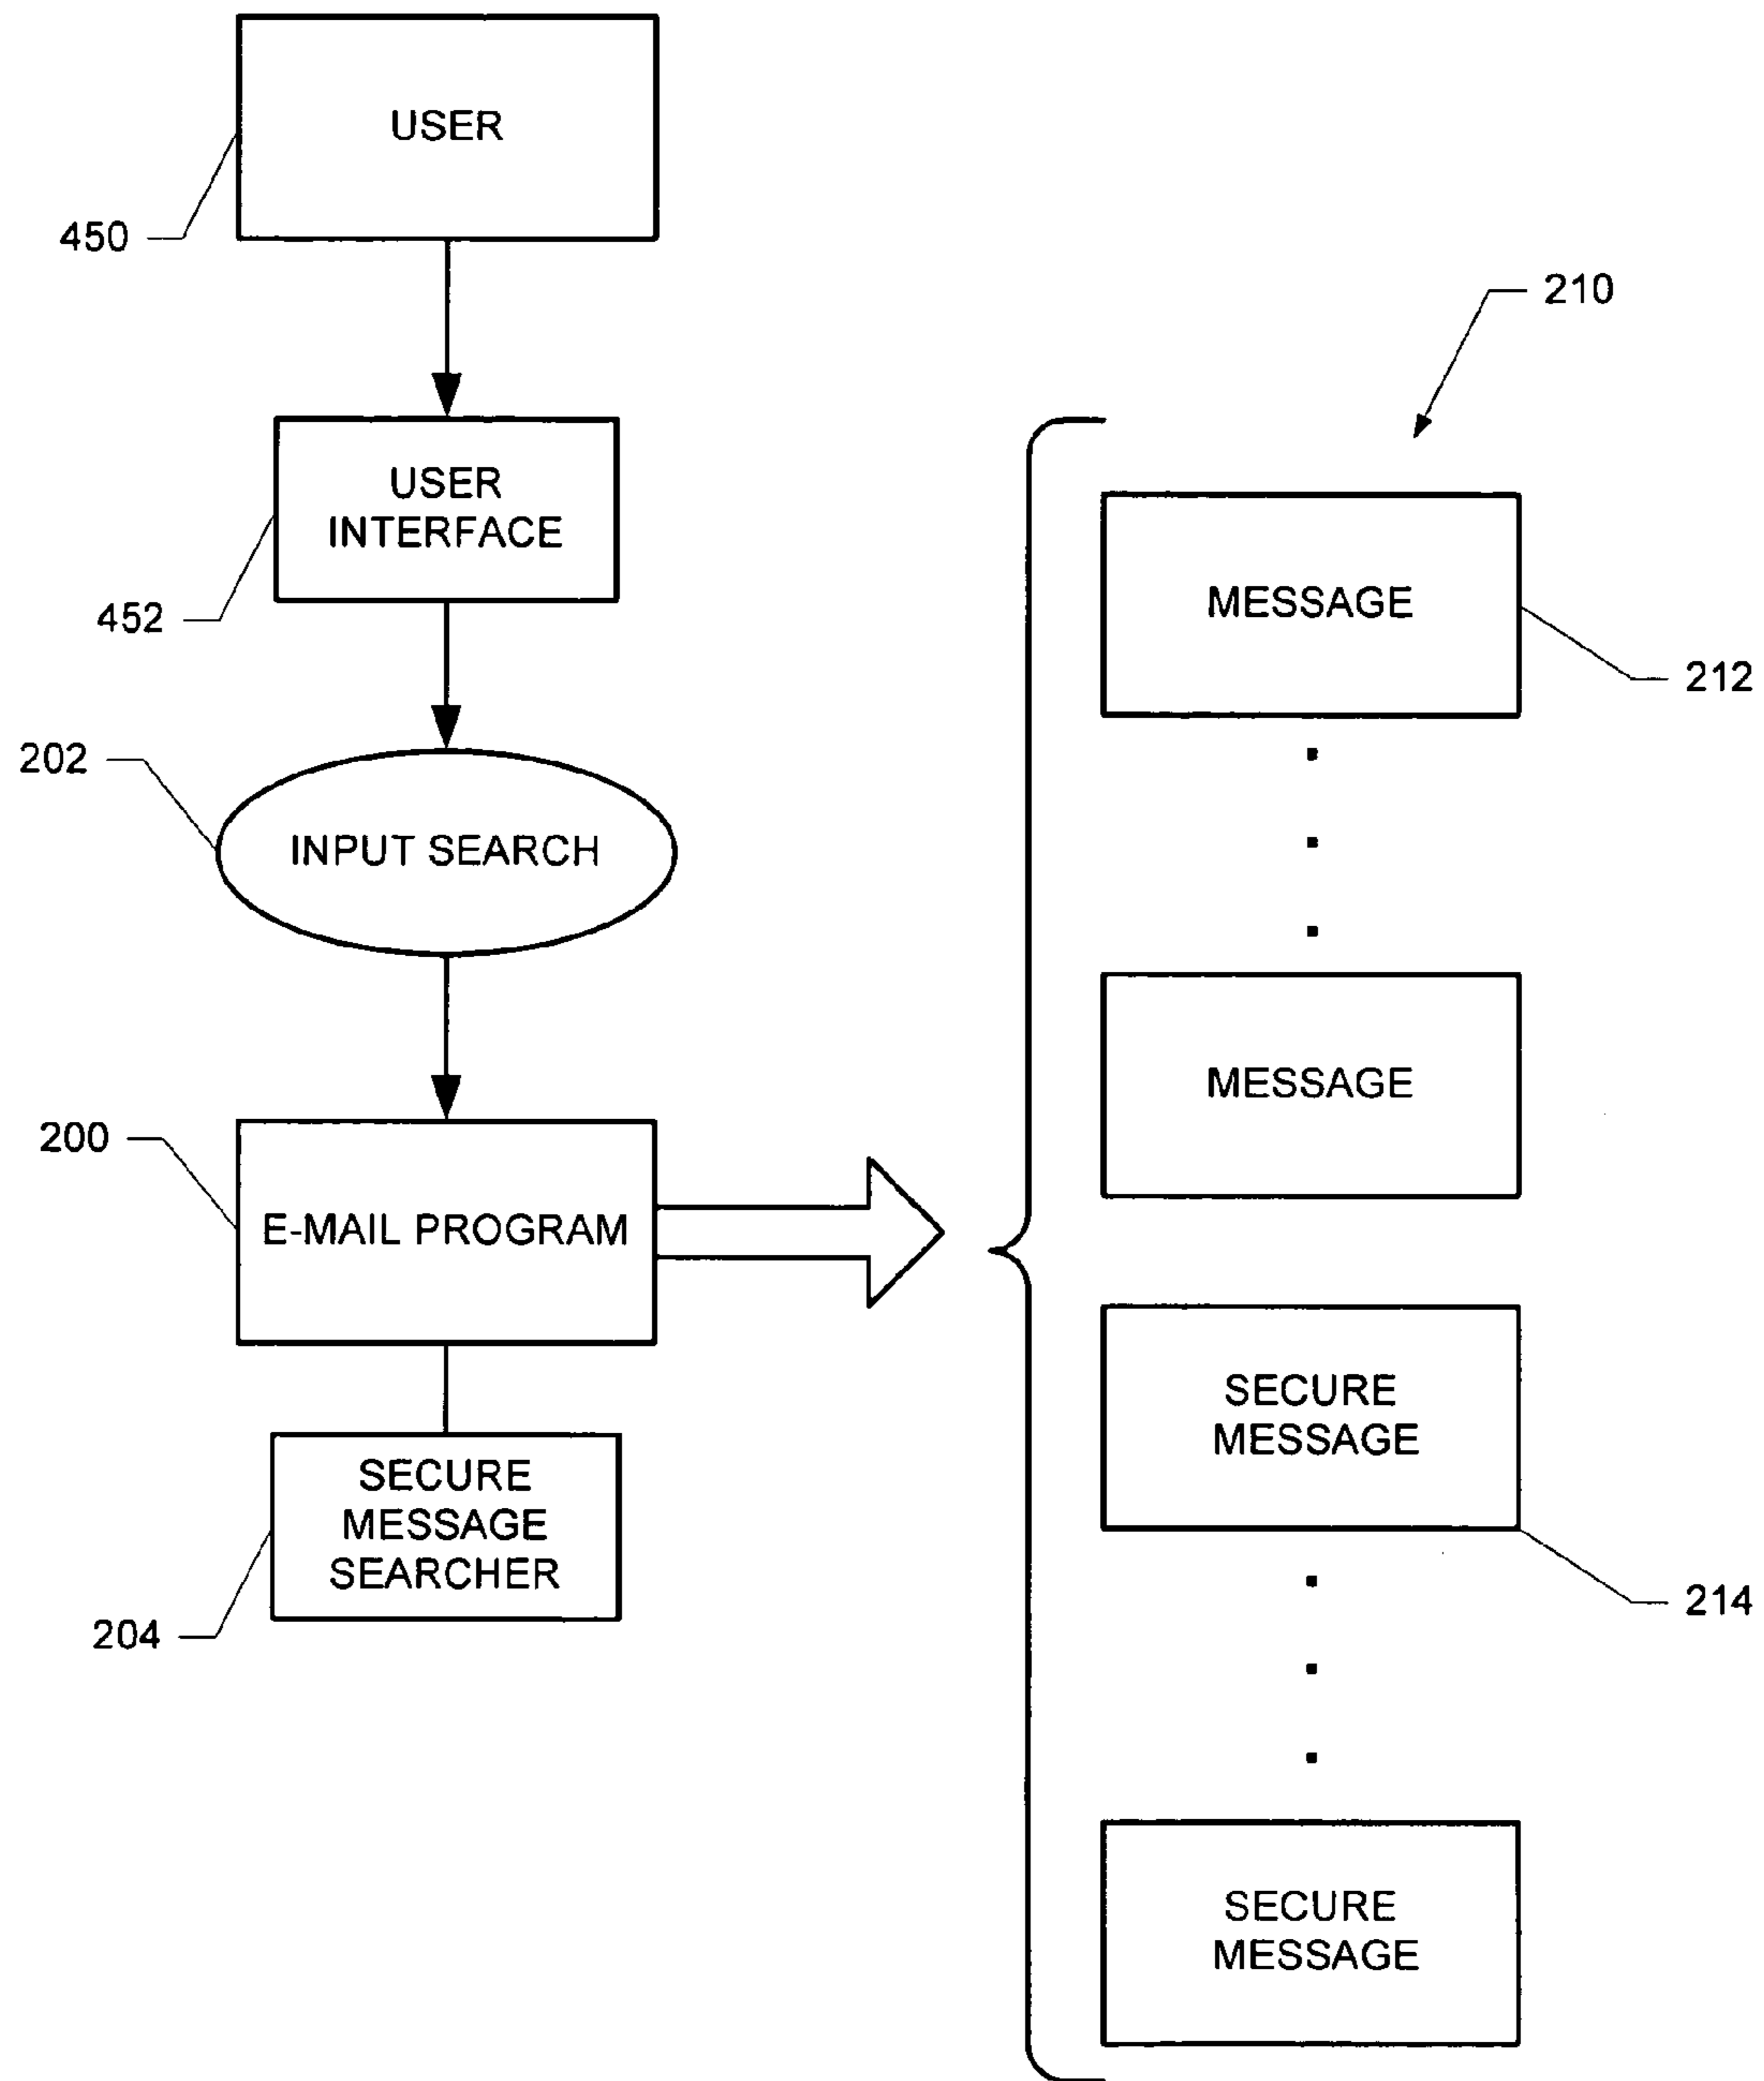 USER
450
USER
INTERFACE
452
202
INPUT SEARCH
200
E-MAIL PROGRAM
SECURE
MESSAGE
SEARCHER
204
210
MESSAGE
212
MESSAGE
SECURE
MESSAGE
214
SECURE
MESSAGE